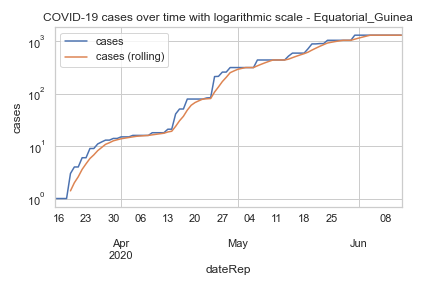 COVID-19 cases over time with logarithmic scale - Equatorial_Guinea
cases
cases (rolling)
10³
10²
10¹
10⁰
cases
16 23 30 06 13 20 27 04 11 18 25 08
Apr May Jun
2020
dateRep